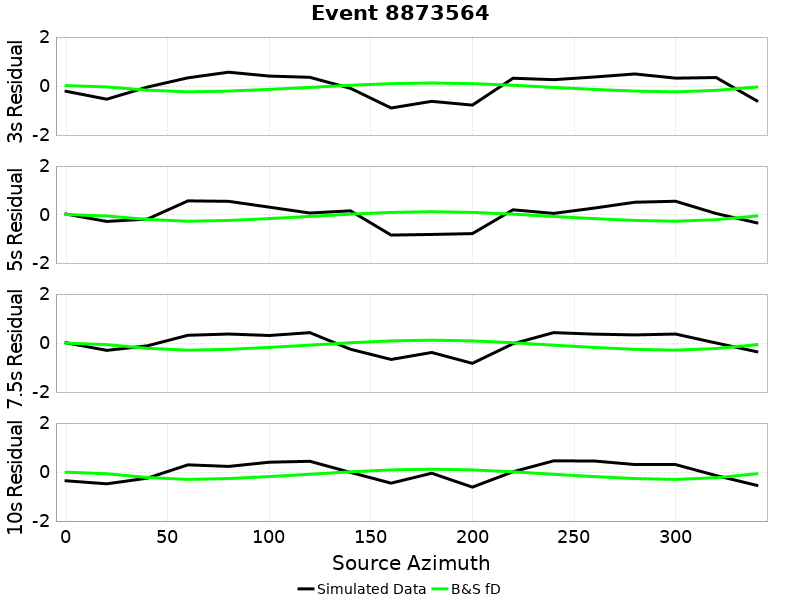 Event 8873564
3s Residual
2
0
-2
5s Residual
2
0
-2
7.5s Residual
2
0
-2
10s Residual
2
0
-2
0 50 100 150 200 250 300
Source Azimuth
Simulated Data B&S fD